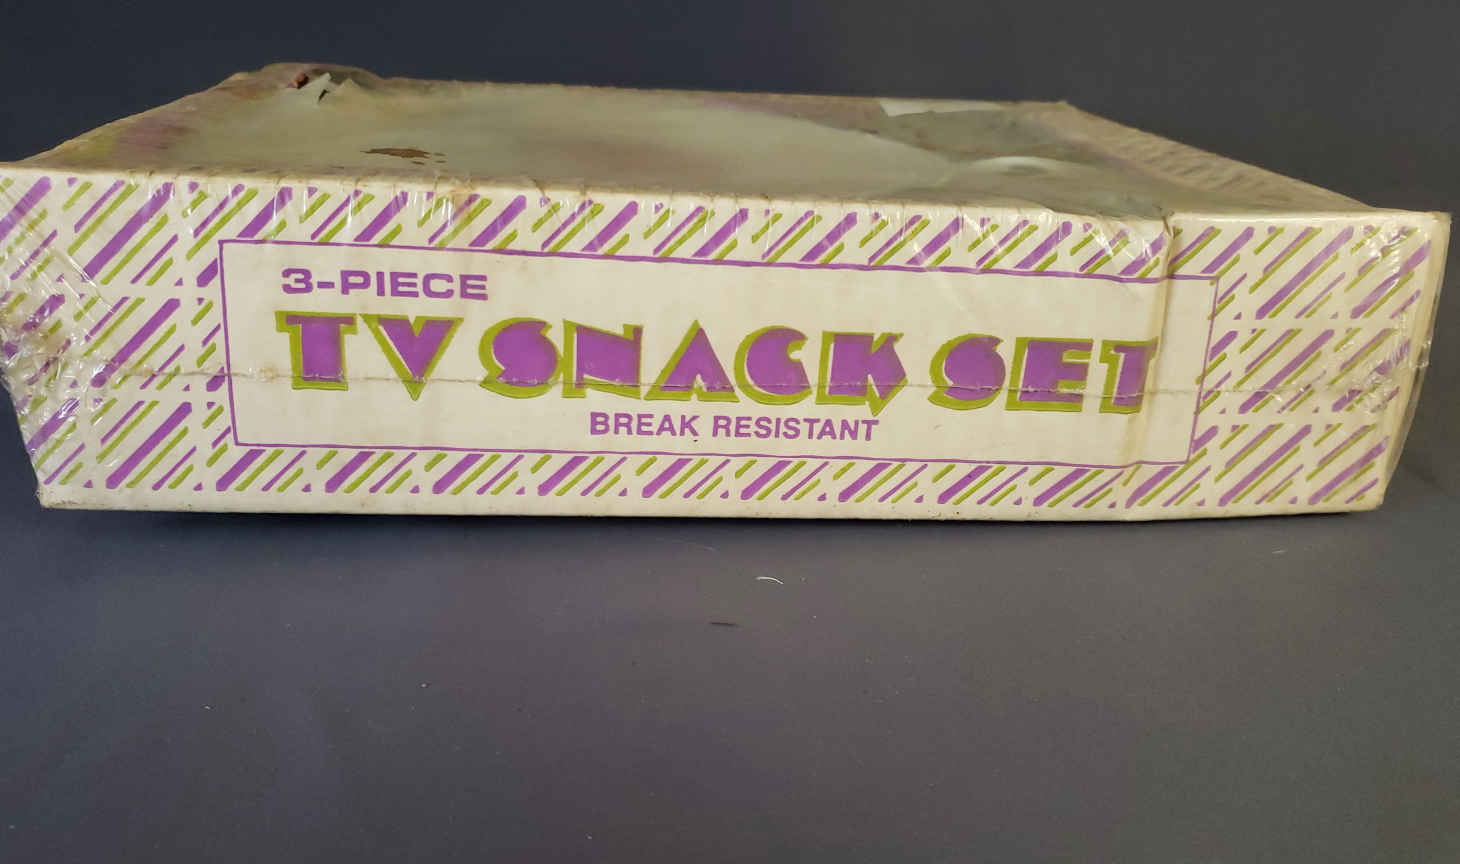 3-PIECE
TV SNACK SET
BREAK RESISTANT